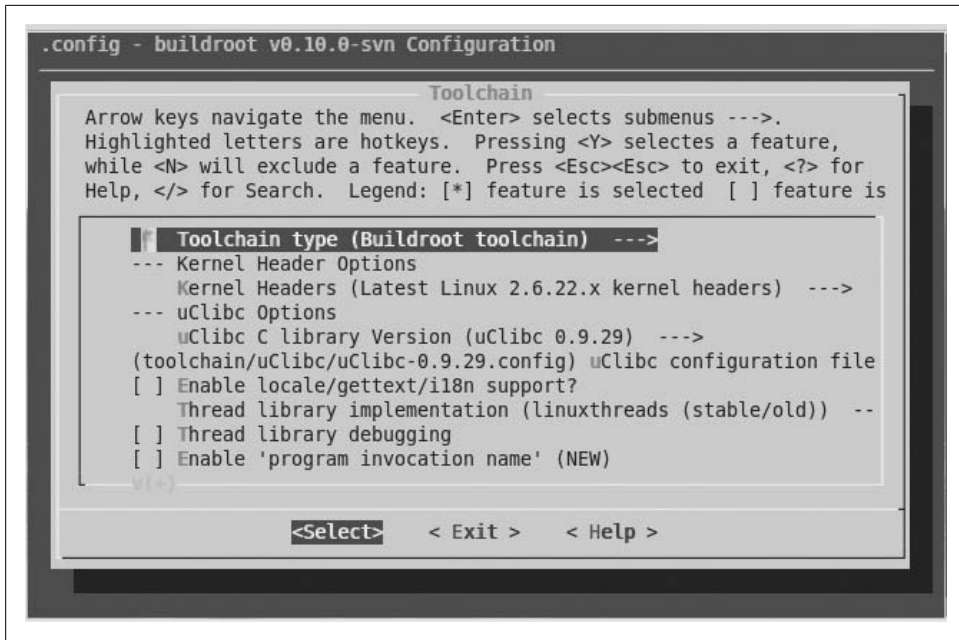 .config - buildroot v0.10.0-svn Configuration
Toolchain
Arrow keys navigate the menu.  <Enter> selects submenus --->.
Highlighted letters are hotkeys.  Pressing <Y> selectes a feature,
while <N> will exclude a feature.  Press <Esc><Esc> to exit, <?> for
Help, </> for Search.  Legend: [*] feature is selected  [ ] feature is
Toolchain type (Buildroot toolchain)  --->
--- Kernel Header Options
Kernel Headers (Latest Linux 2.6.22.x kernel headers)  --->
--- uClibc Options
uClibc C library Version (uClibc 0.9.29)  --->
(toolchain/uClibc/uClibc-0.9.29.config) uClibc configuration file
[ ] Enable locale/gettext/i18n support?
Thread library implementation (linuxthreads (stable/old))  --
[ ] Thread library debugging
[ ] Enable 'program invocation name' (NEW)
v(+)
<Select>    < Exit >    < Help >